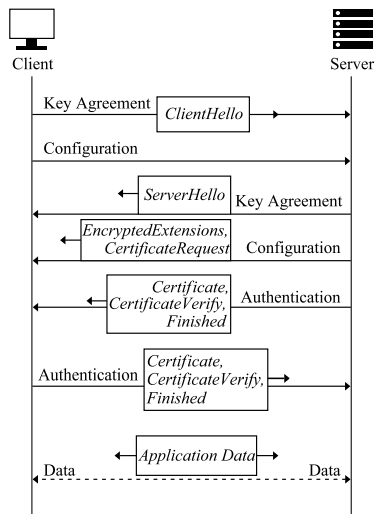 Client
Server
Key Agreement
ClientHello
Configuration
ServerHello
Key Agreement
EncryptedExtensions,
CertificateRequest
Configuration
Certificate,
CertificateVerify,
Finished
Authentication
Authentication
Certificate,
CertificateVerify,
Finished
Application Data
Data
Data